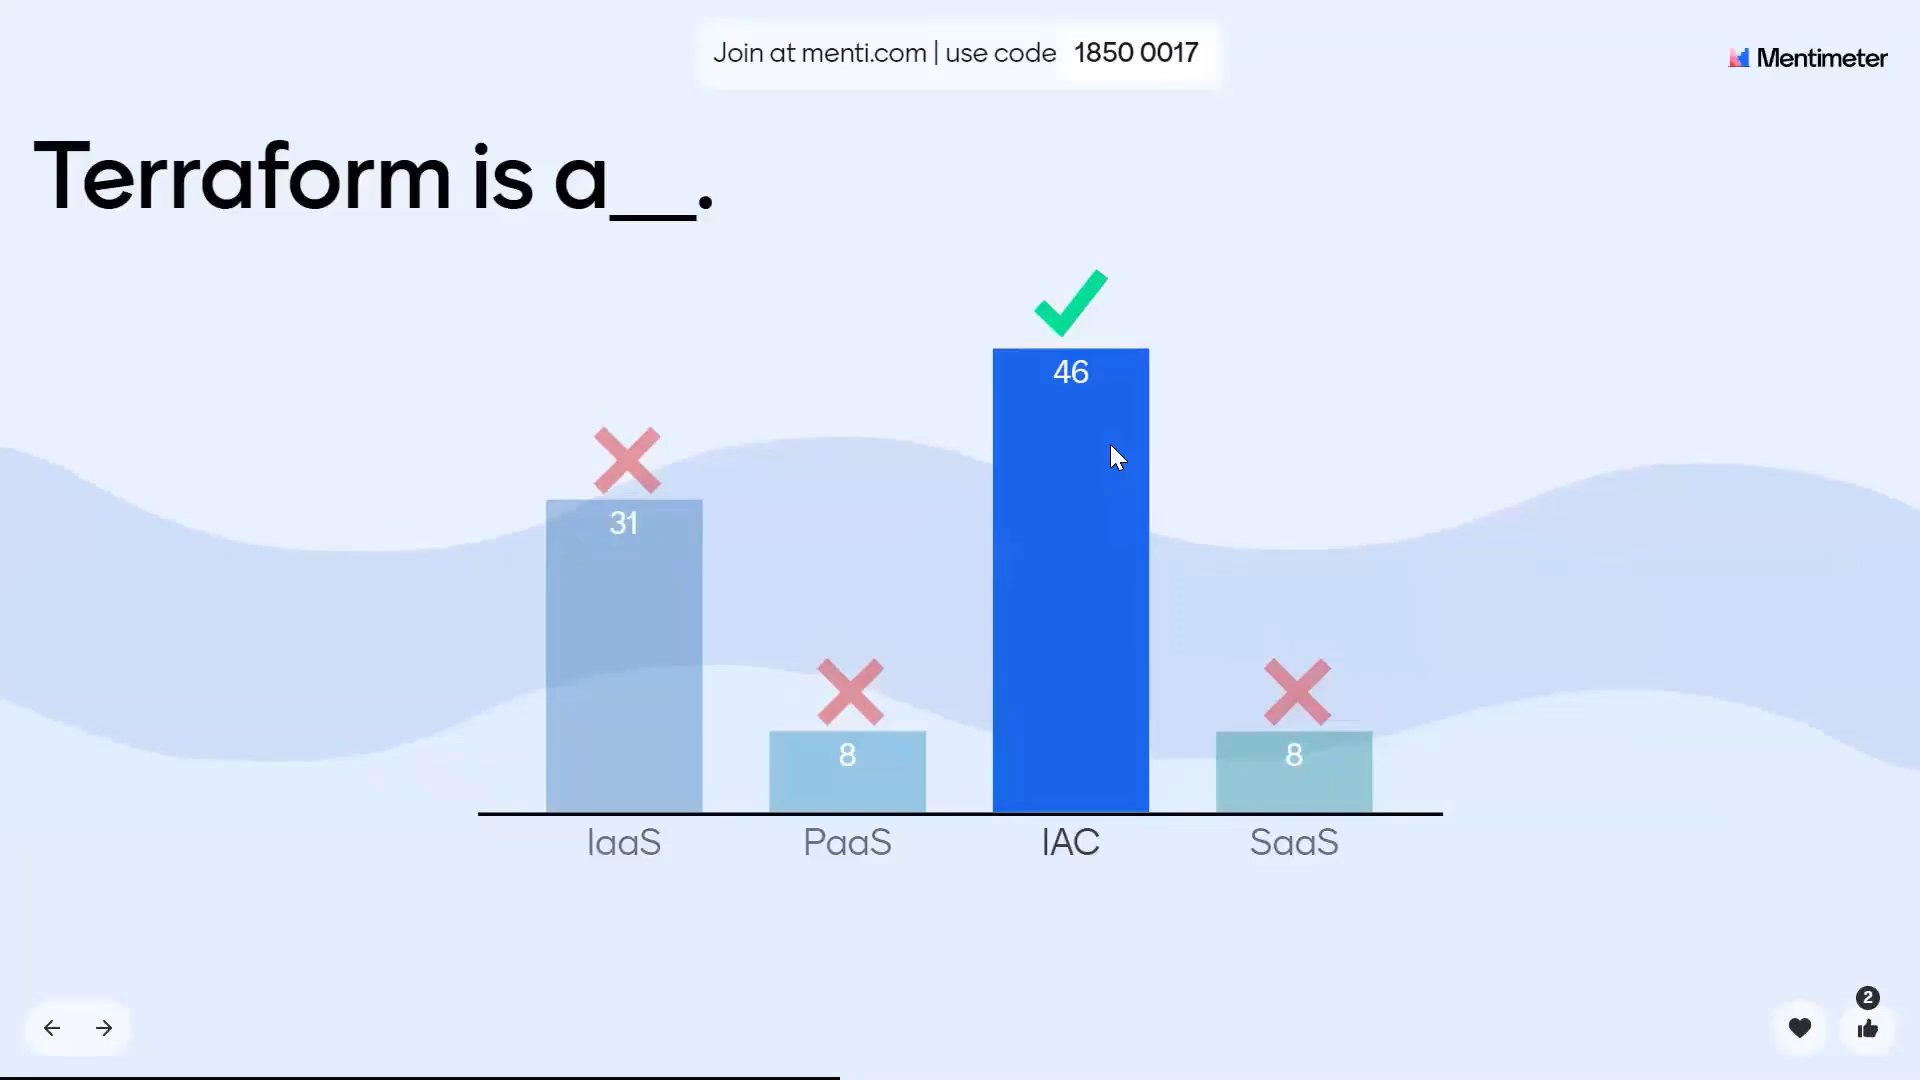 Join at menti.com | use code 1850 0017
Mentimeter
Terraform is a__.
46
31
8
8
IaaS
PaaS
IAC
SaaS
2